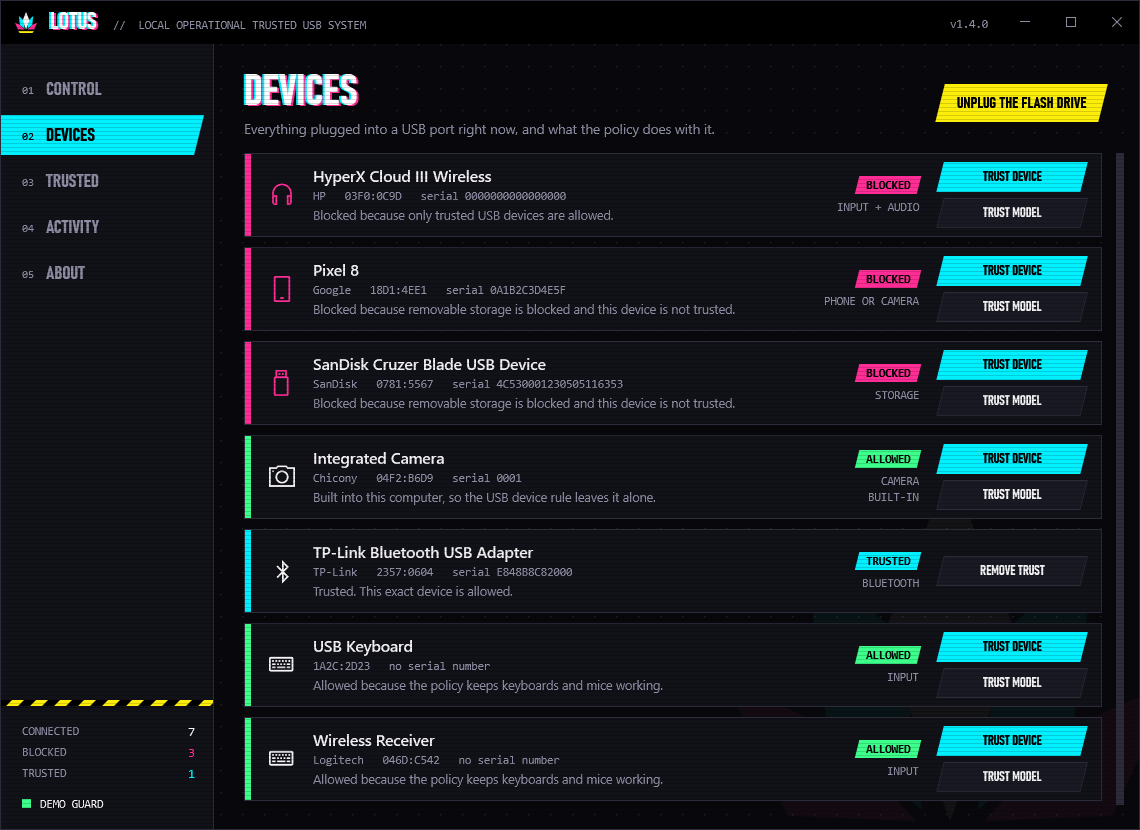 LOTUS // LOCAL OPERATIONAL TRUSTED USB SYSTEM
v1.4.0
01 CONTROL
02 DEVICES
03 TRUSTED
04 ACTIVITY
05 ABOUT
CONNECTED 7
BLOCKED 3
TRUSTED 1
DEMO GUARD
DEVICES
Everything plugged into a USB port right now, and what the policy does with it.
UNPLUG THE FLASH DRIVE
HyperX Cloud III Wireless
HP 03F0:0C9D serial 0000000000000000
Blocked because only trusted USB devices are allowed.
BLOCKED
INPUT + AUDIO
TRUST DEVICE
TRUST MODEL
Pixel 8
Google 18D1:4EE1 serial 0A1B2C3D4E5F
Blocked because removable storage is blocked and this device is not trusted.
BLOCKED
PHONE OR CAMERA
TRUST DEVICE
TRUST MODEL
SanDisk Cruzer Blade USB Device
SanDisk 0781:5567 serial 4C530001230505116353
Blocked because removable storage is blocked and this device is not trusted.
BLOCKED
STORAGE
TRUST DEVICE
TRUST MODEL
Integrated Camera
Chicony 04F2:B6D9 serial 0001
Built into this computer, so the USB device rule leaves it alone.
ALLOWED
CAMERA
BUILT-IN
TRUST DEVICE
TRUST MODEL
TP-Link Bluetooth USB Adapter
TP-Link 2357:0604 serial E848B8C82000
Trusted. This exact device is allowed.
TRUSTED
BLUETOOTH
REMOVE TRUST
USB Keyboard
1A2C:2D23 no serial number
Allowed because the policy keeps keyboards and mice working.
ALLOWED
INPUT
TRUST DEVICE
TRUST MODEL
Wireless Receiver
Logitech 046D:C542 no serial number
Allowed because the policy keeps keyboards and mice working.
ALLOWED
INPUT
TRUST DEVICE
TRUST MODEL